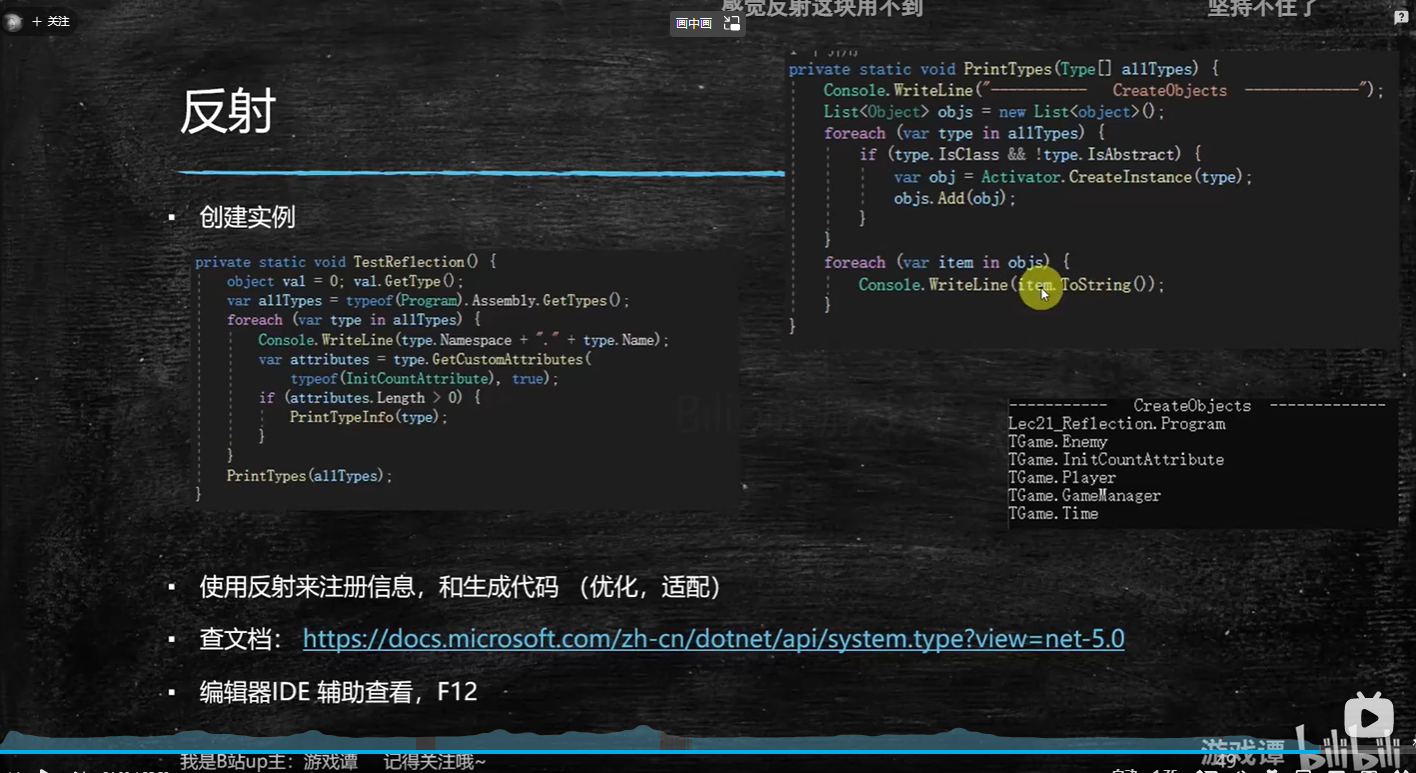 + 关注
感觉反射这块用不到
坚持不住了
画中画
反射
创建实例
private static void TestReflection() {
object val = 0; val.GetType();
var allTypes = typeof(Program).Assembly.GetTypes();
foreach (var type in allTypes) {
Console.WriteLine(type.Namespace + "." + type.Name);
var attributes = type.GetCustomAttributes(
typeof(InitCountAttribute), true);
if (attributes.Length > 0) {
PrintTypeInfo(type);
}
}
PrintTypes(allTypes);
}
private static void PrintTypes(Type[] allTypes) {
Console.WriteLine("----------- CreateObjects -------------");
List<Object> objs = new List<object>();
foreach (var type in allTypes) {
if (type.IsClass && !type.IsAbstract) {
var obj = Activator.CreateInstance(type);
objs.Add(obj);
}
}
foreach (var item in objs) {
Console.WriteLine(item.ToString());
}
}
----------- CreateObjects -------------
Lec21_Reflection.Program
TGame.Enemy
TGame.InitCountAttribute
TGame.Player
TGame.GameManager
TGame.Time
使用反射来注册信息，和生成代码 （优化，适配）
查文档： https://docs.microsoft.com/zh-cn/dotnet/api/system.type?view=net-5.0
编辑器IDE 辅助查看，F12
我是B站up主：游戏谭 记得关注哦~
游戏谭 bilibili
49